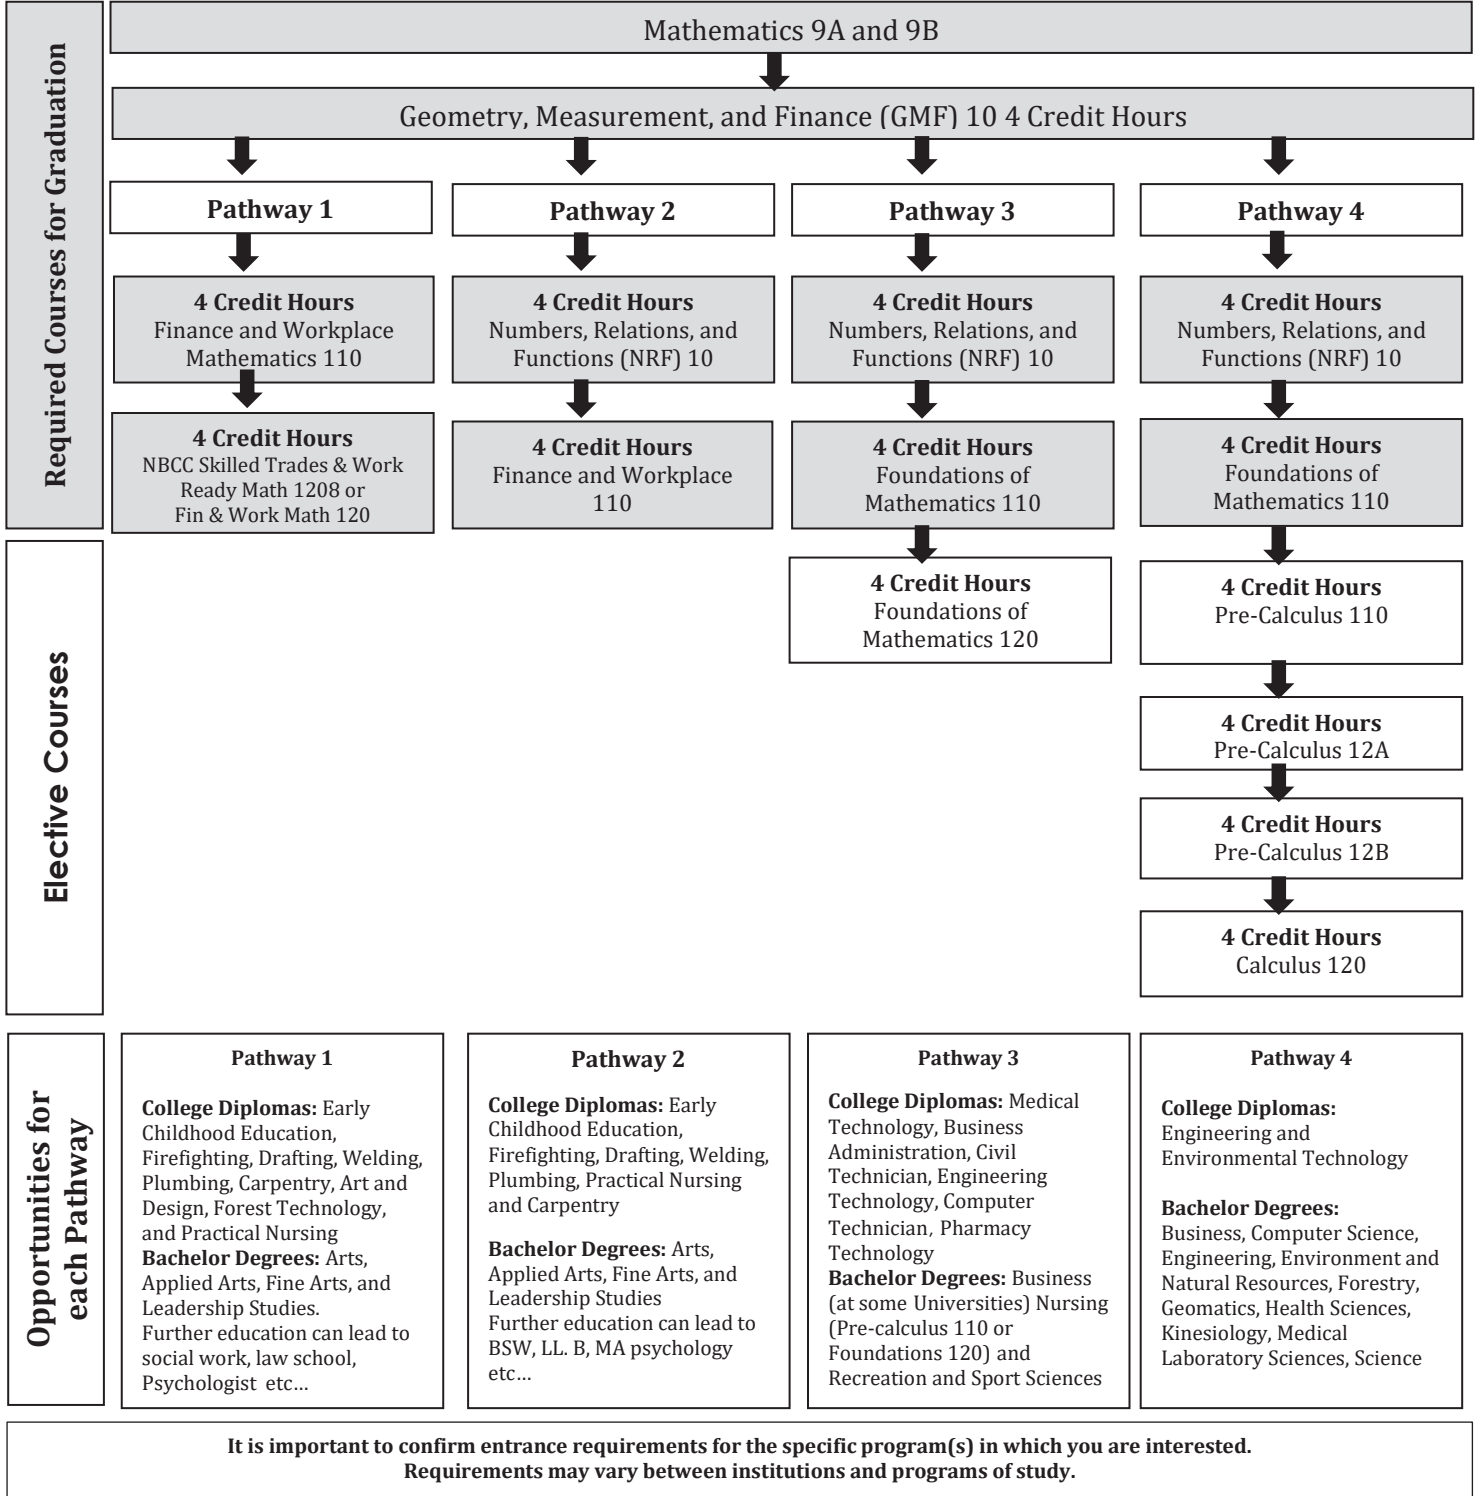 Required Courses for Graduation
Mathematics 9A and 9B
Geometry, Measurement, and Finance (GMF) 10 4 Credit Hours
Pathway 1
4 Credit Hours
Finance and Workplace
Mathematics 110
4 Credit Hours
NBCC Skilled Trades & Work
Ready Math 1208 or
Fin & Work Math 120
Pathway 2
4 Credit Hours
Numbers, Relations, and
Functions (NRF) 10
4 Credit Hours
Finance and Workplace
110
Pathway 3
4 Credit Hours
Numbers, Relations, and
Functions (NRF) 10
4 Credit Hours
Foundations of
Mathematics 110
Pathway 4
4 Credit Hours
Numbers, Relations, and
Functions (NRF) 10
4 Credit Hours
Foundations of
Mathematics 110
Elective Courses
4 Credit Hours
Foundations of
Mathematics 120
4 Credit Hours
Pre-Calculus 110
4 Credit Hours
Pre-Calculus 12A
4 Credit Hours
Pre-Calculus 12B
4 Credit Hours
Calculus 120
Opportunities for
each Pathway
Pathway 1
College Diplomas: Early
Childhood Education,
Firefighting, Drafting, Welding,
Plumbing, Carpentry, Art and
Design, Forest Technology,
and Practical Nursing
Bachelor Degrees: Arts,
Applied Arts, Fine Arts, and
Leadership Studies.
Further education can lead to
social work, law school,
Psychologist etc…
Pathway 2
College Diplomas: Early
Childhood Education,
Firefighting, Drafting, Welding,
Plumbing, Practical Nursing
and Carpentry
Bachelor Degrees: Arts,
Applied Arts, Fine Arts, and
Leadership Studies
Further education can lead to
BSW, LL. B, MA psychology
etc…
Pathway 3
College Diplomas: Medical
Technology, Business
Administration, Civil
Technician, Engineering
Technology, Computer
Technician, Pharmacy
Technology
Bachelor Degrees: Business
(at some Universities) Nursing
(Pre-calculus 110 or
Foundations 120) and
Recreation and Sport Sciences
Pathway 4
College Diplomas:
Engineering and
Environmental Technology
Bachelor Degrees:
Business, Computer Science,
Engineering, Environment and
Natural Resources, Forestry,
Geomatics, Health Sciences,
Kinesiology, Medical
Laboratory Sciences, Science
It is important to confirm entrance requirements for the specific program(s) in which you are interested.
Requirements may vary between institutions and programs of study.